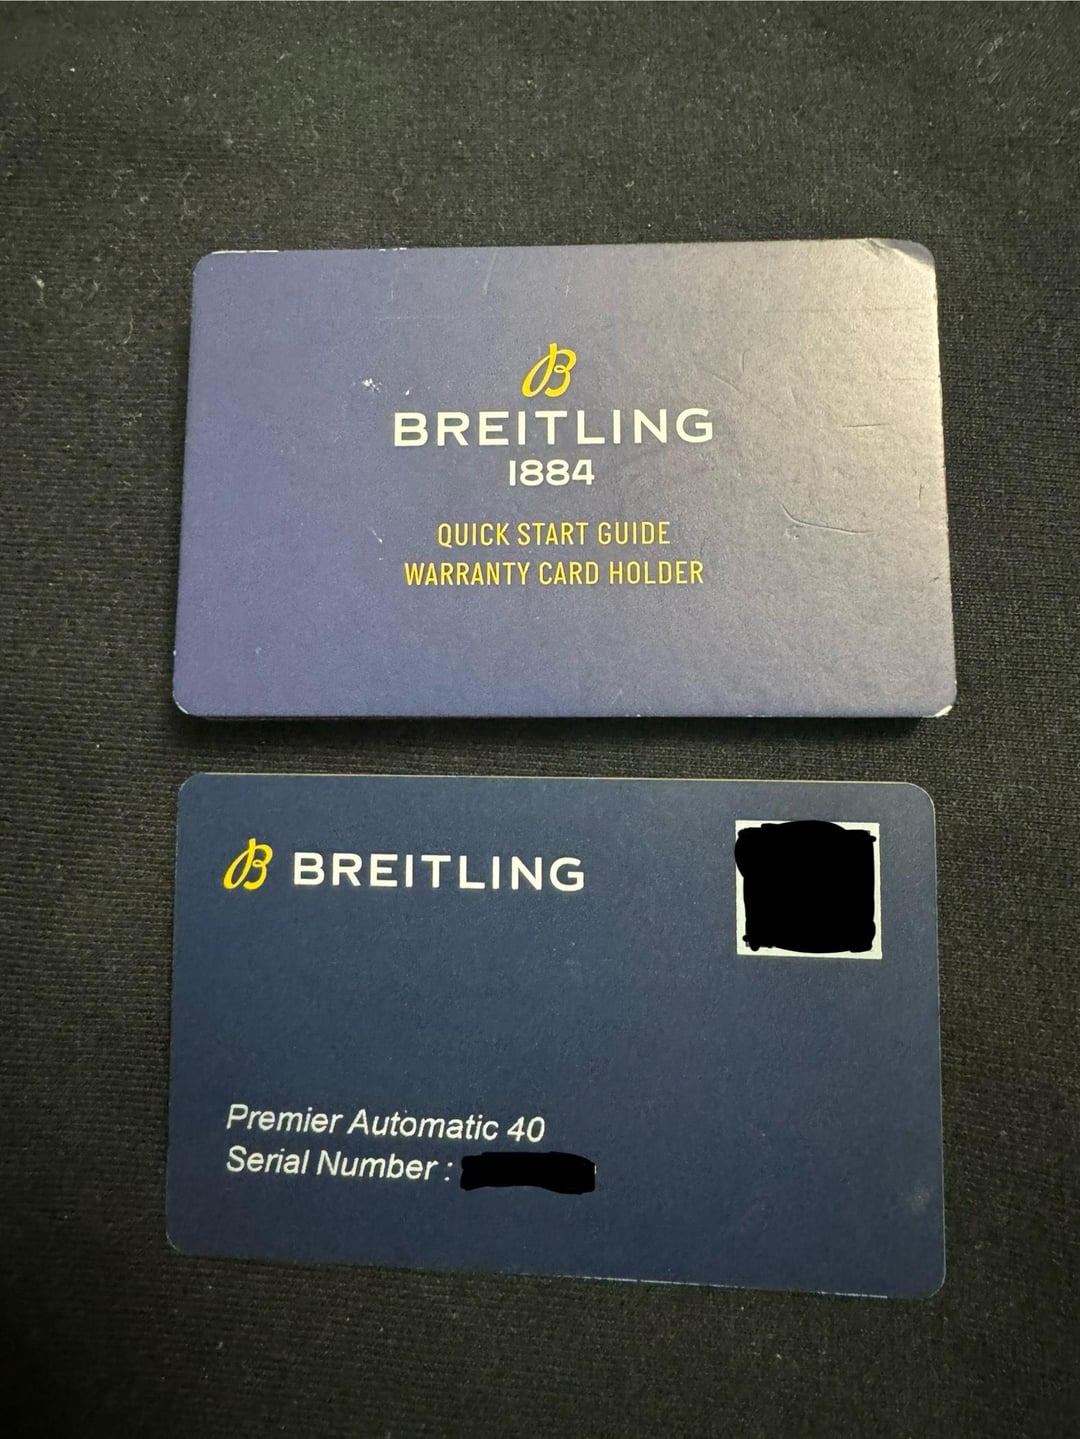 BREITLING
1884
QUICK START GUIDE
WARRANTY CARD HOLDER
BREITLING
Premier Automatic 40
Serial Number :